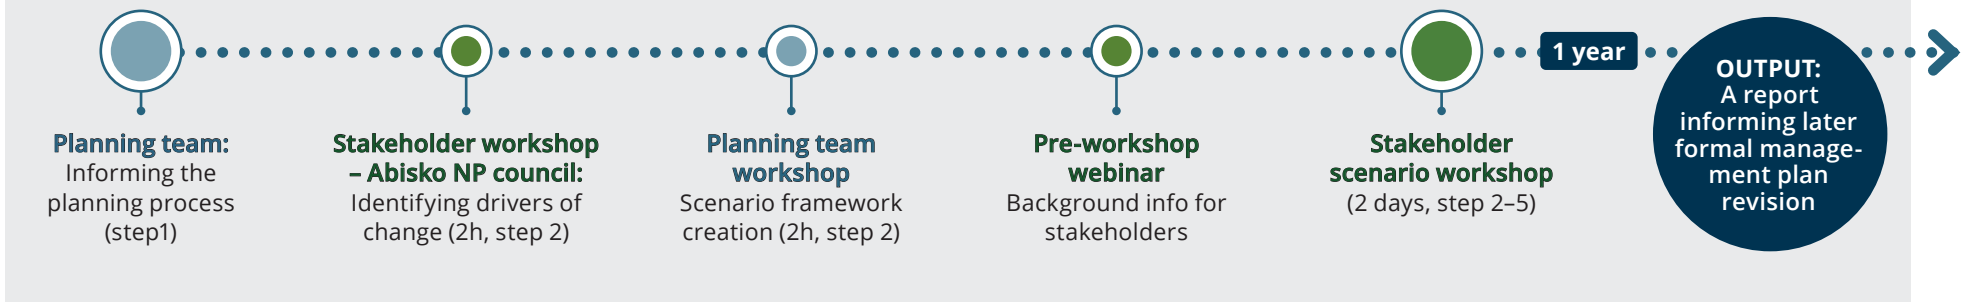 Planning team:
Informing the
planning process
(step1)
Stakeholder workshop
– Abisko NP council:
Identifying drivers of
change (2h, step 2)
Planning team
workshop
Scenario framework
creation (2h, step 2)
Pre-workshop
webinar
Background info for
stakeholders
Stakeholder
scenario workshop
(2 days, step 2–5)
1 year
OUTPUT:
A report
informing later
formal manage-
ment plan
revision